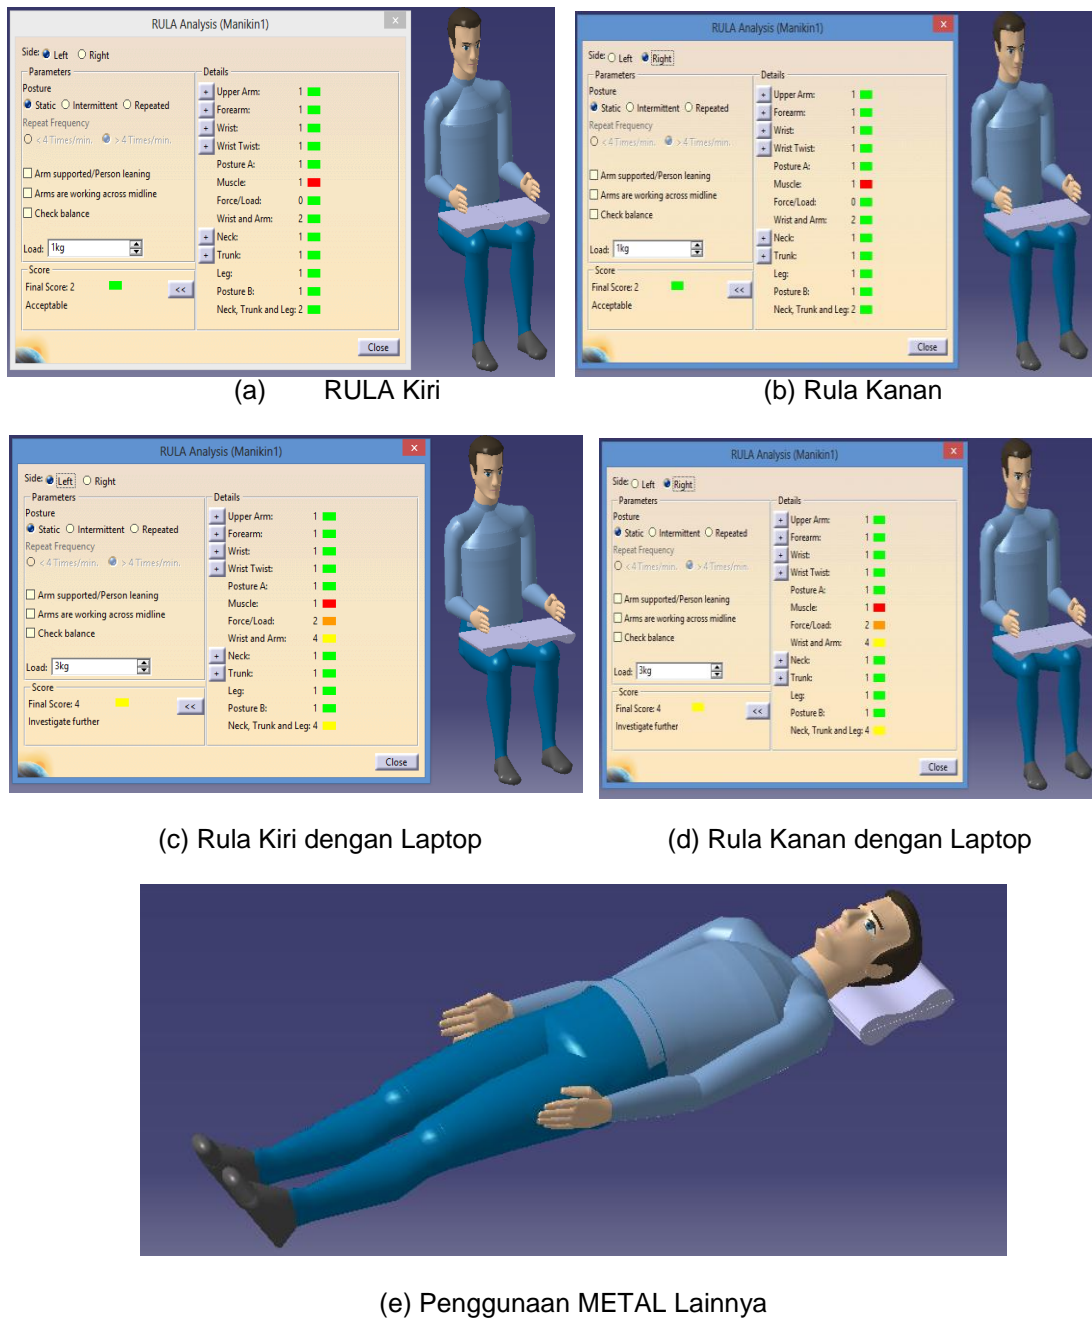 RULA Analysis (Manikin1)
x
Side: Left Right
Parameters
Posture
Static Intermittent Repeated
Repeat Frequency
< 4 Times/min. > 4 Times/min.
Arm supported/Person leaning
Arms are working across midline
Check balance
Load: 1kg
Score
Final Score: 2
<<
Acceptable
Details
+ Upper Arm: 1
+ Forearm: 1
+ Wrist: 1
+ Wrist Twist: 1
Posture A: 1
Muscle: 1
Force/Load: 0
Wrist and Arm: 2
+ Neck: 1
+ Trunk: 1
Leg: 1
Posture B: 1
Neck, Trunk and Leg: 2
Close
(a) RULA Kiri
RULA Analysis (Manikin1)
x
Side: Left Right
Parameters
Posture
Static Intermittent Repeated
Repeat Frequency
< 4 Times/min. > 4 Times/min.
Arm supported/Person leaning
Arms are working across midline
Check balance
Load: 1kg
Score
Final Score: 2
<<
Acceptable
Details
+ Upper Arm: 1
+ Forearm: 1
+ Wrist: 1
+ Wrist Twist: 1
Posture A: 1
Muscle: 1
Force/Load: 0
Wrist and Arm: 2
+ Neck: 1
+ Trunk: 1
Leg: 1
Posture B: 1
Neck, Trunk and Leg: 2
Close
(b) Rula Kanan
RULA Analysis (Manikin1)
x
Side: Left Right
Parameters
Posture
Static Intermittent Repeated
Repeat Frequency
< 4 Times/min. > 4 Times/min.
Arm supported/Person leaning
Arms are working across midline
Check balance
Load: 3kg
Score
Final Score: 4
<<
Investigate further
Details
+ Upper Arm: 1
+ Forearm: 1
+ Wrist: 1
+ Wrist Twist: 1
Posture A: 1
Muscle: 1
Force/Load: 2
Wrist and Arm: 4
+ Neck: 1
+ Trunk: 1
Leg: 1
Posture B: 1
Neck, Trunk and Leg: 4
Close
(c) Rula Kiri dengan Laptop
RULA Analysis (Manikin1)
x
Side: Left Right
Parameters
Posture
Static Intermittent Repeated
Repeat Frequency
< 4 Times/min. > 4 Times/min.
Arm supported/Person leaning
Arms are working across midline
Check balance
Load: 3kg
Score
Final Score: 4
<<
Investigate further
Details
+ Upper Arm: 1
+ Forearm: 1
+ Wrist: 1
+ Wrist Twist: 1
Posture A: 1
Muscle: 1
Force/Load: 2
Wrist and Arm: 4
+ Neck: 1
+ Trunk: 1
Leg: 1
Posture B: 1
Neck, Trunk and Leg: 4
Close
(d) Rula Kanan dengan Laptop
(e) Penggunaan METAL Lainnya